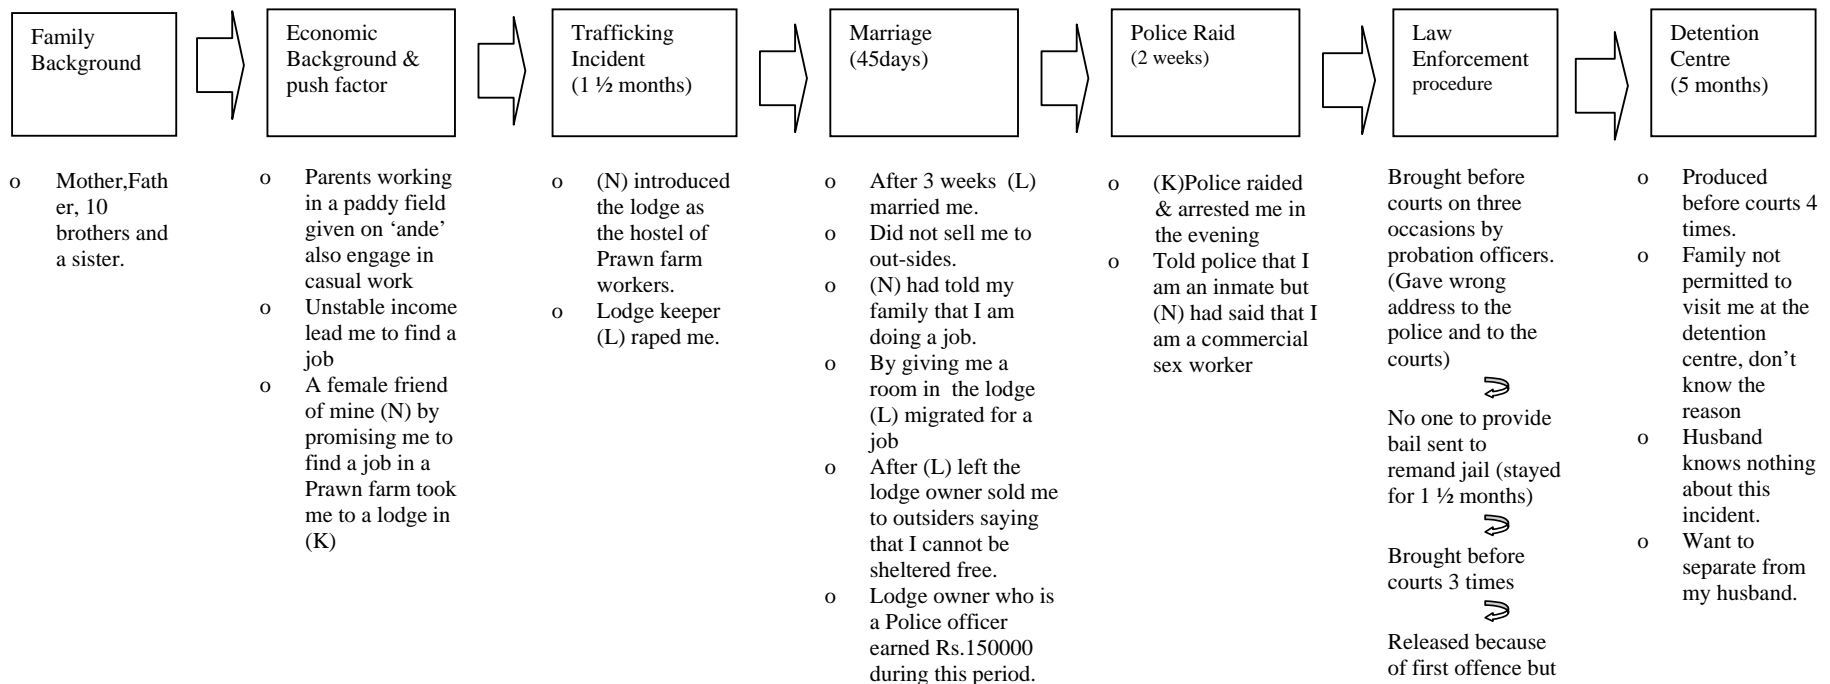 Family
Background
Economic
Background &
push factor
Trafficking
Incident
(1 ½ months)
Marriage
(45days)
Police Raid
(2 weeks)
Law
Enforcement
procedure
Detention
Centre
(5 months)
o Mother,Fath
er, 10
brothers and
a sister.
o Parents working
in a paddy field
given on ‘ande’
also engage in
casual work
o Unstable income
lead me to find a
job
o A female friend
of mine (N) by
promising me to
find a job in a
Prawn farm took
me to a lodge in
(K)
o (N) introduced
the lodge as
the hostel of
Prawn farm
workers.
o Lodge keeper
(L) raped me.
o After 3 weeks (L)
married me.
o Did not sell me to
out-sides.
o (N) had told my
family that I am
doing a job.
o By giving me a
room in the lodge
(L) migrated for a
job
o After (L) left the
lodge owner sold me
to outsiders saying
that I cannot be
sheltered free.
o Lodge owner who is
a Police officer
earned Rs.150000
during this period.
o (K)Police raided
& arrested me in
the evening
o Told police that I
am an inmate but
(N) had said that I
am a commercial
sex worker
Brought before
courts on three
occasions by
probation officers.
(Gave wrong
address to the
police and to the
courts)
No one to provide
bail sent to
remand jail (stayed
for 1 ½ months)
Brought before
courts 3 times
Released because
of first offence but
o Produced
before courts 4
times.
o Family not
permitted to
visit me at the
detention
centre, don’t
know the
reason
o Husband
knows nothing
about this
incident.
o Want to
separate from
my husband.